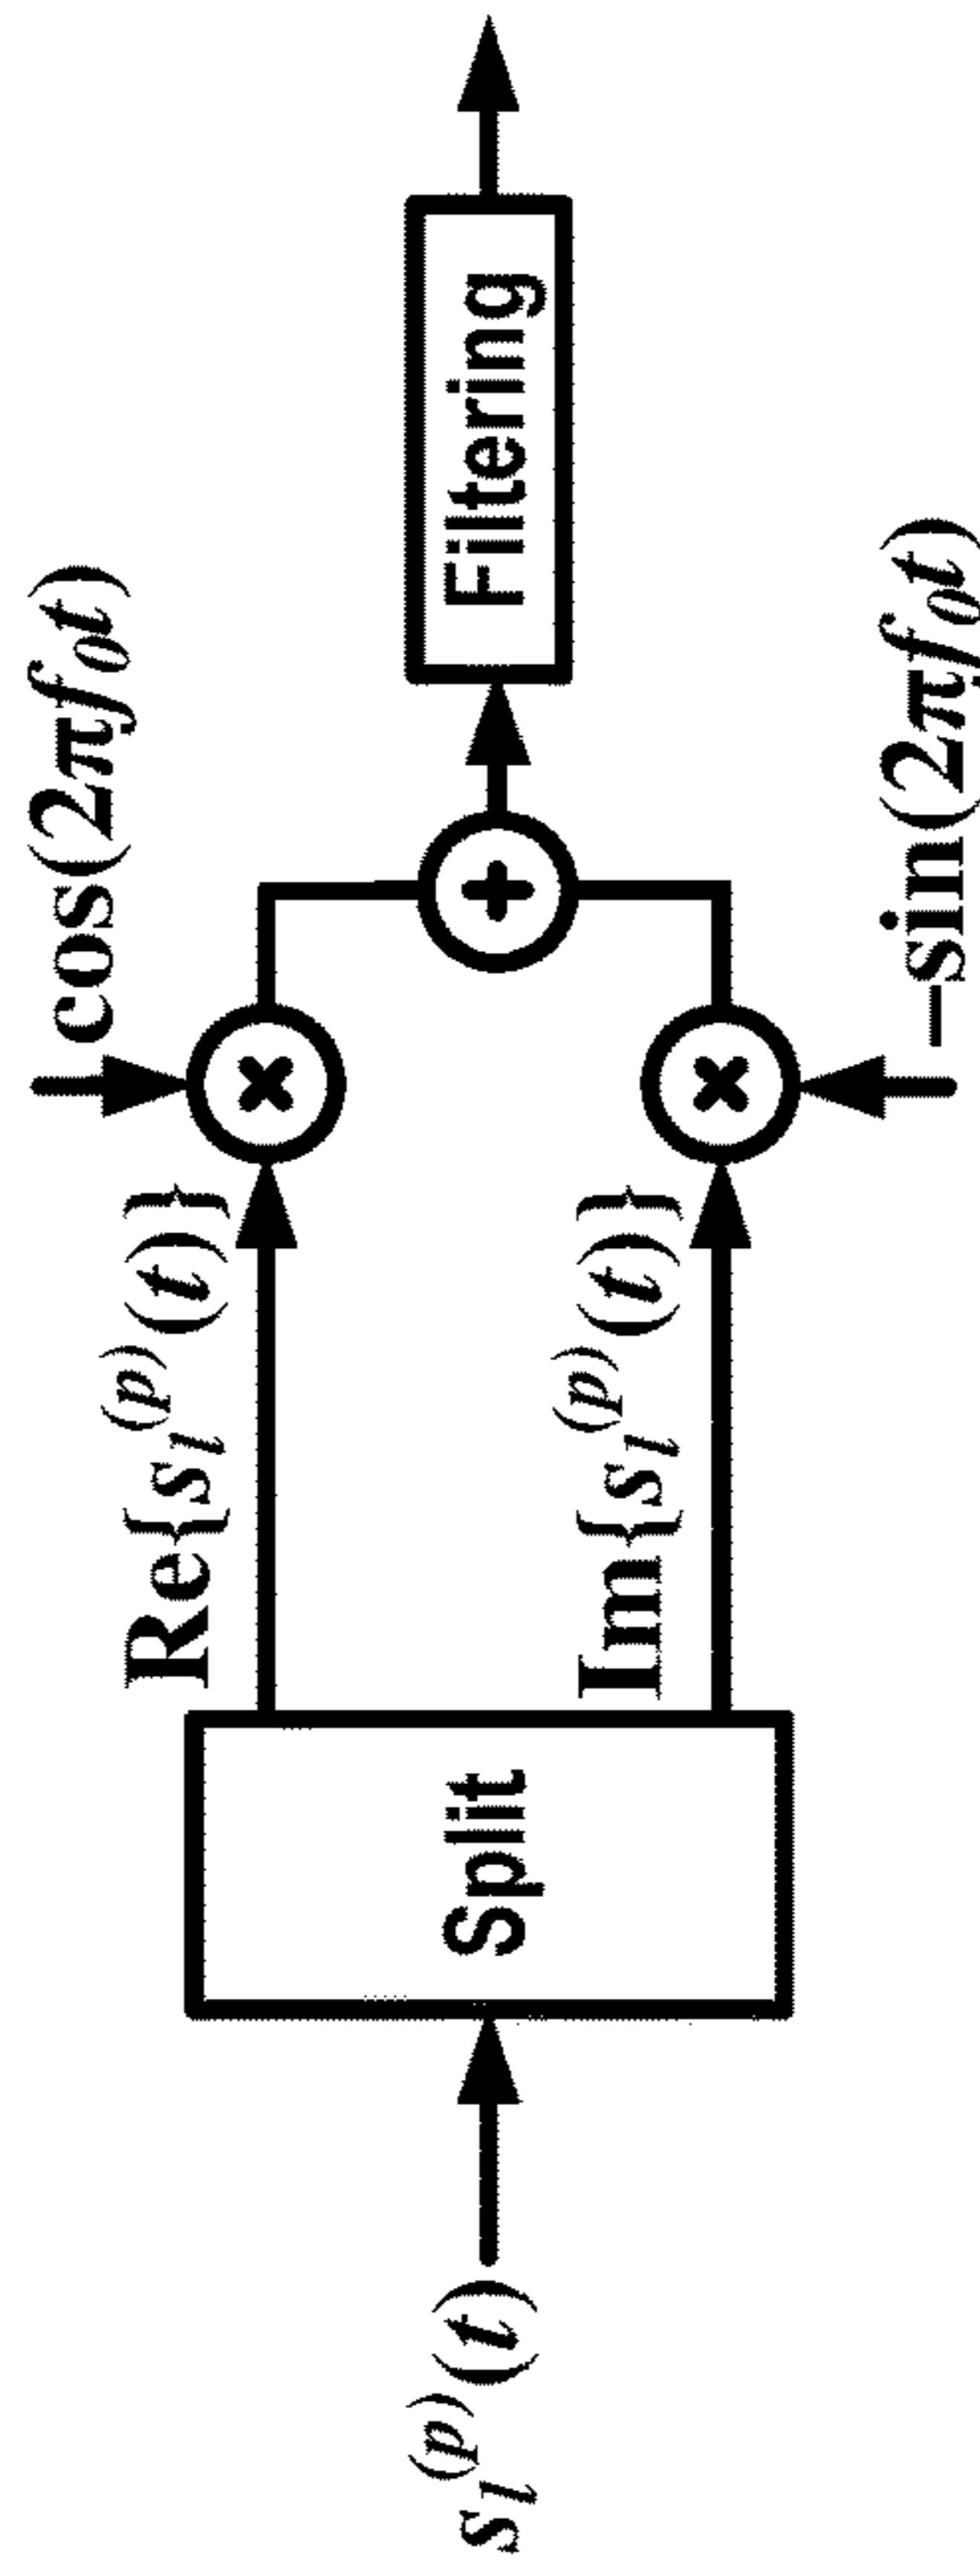 s_l^(p)(t)
Split
Re{s_l^(p)(t)}
Im{s_l^(p)(t)}
cos(2πf_0t)
–sin(2πf_0t)
Filtering